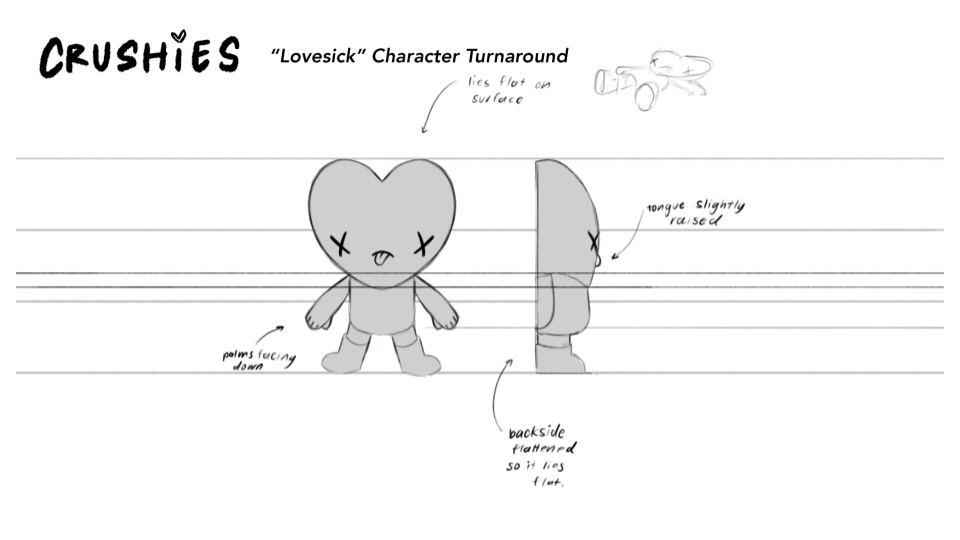 CRUSHiES
"Lovesick" Character Turnaround
lies flat on
surface
tongue slightly
raised
palms facing
down
backside
flattened
so it lies
flat.